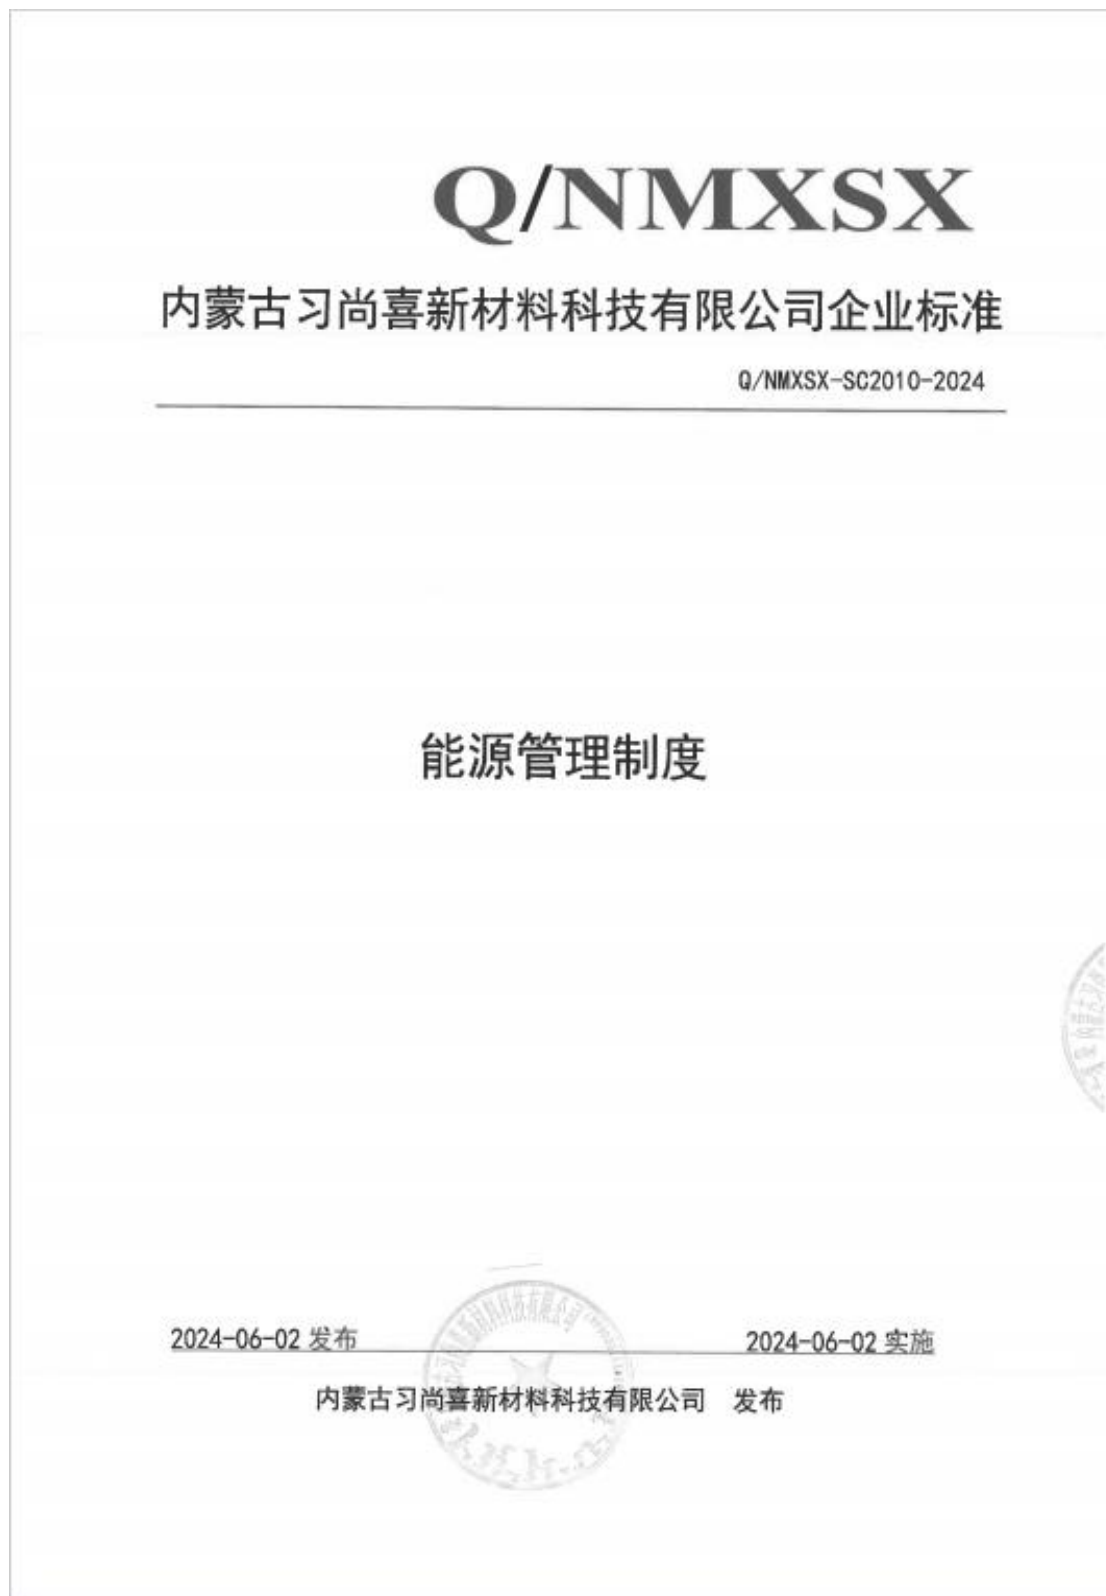 Q/NMXSX
内蒙古习尚喜新材料科技有限公司企业标准
Q/NMXSX-SC2010-2024
能源管理制度
2024-06-02 发布
2024-06-02 实施
内蒙古习尚喜新材料科技有限公司 发布